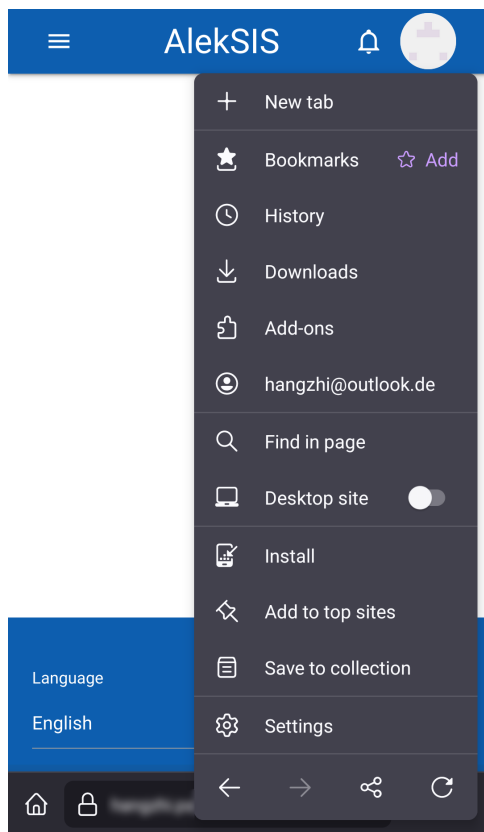 AlekSIS
New tab
Bookmarks Add
History
Downloads
Add-ons
hangzhi@outlook.de
Find in page
Desktop site
Install
Add to top sites
Save to collection
Language
English
Settings